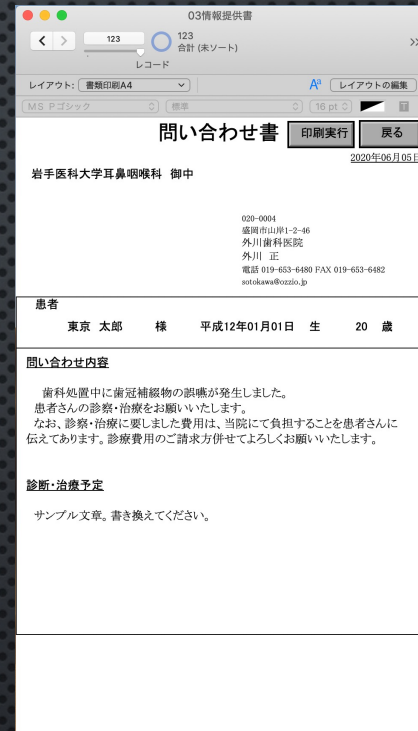 03情報提供書
123
123
合計 (未ソート)
レコード
レイアウト: 書類印刷A4
Aa
レイアウトの編集
MS Pゴシック
標準
16 pt
T
問い合わせ書
印刷実行
戻る
2020年06月05日
岩手医科大学耳鼻咽喉科 御中
020-0004
盛岡市山岸1-2-46
外川歯科医院
外川 正
電話 019-653-6480 FAX 019-653-6482
sotokawa@ozzio.jp
患者
東京 太郎 様 平成12年01月01日 生 20 歳
問い合わせ内容
歯科処置中に歯冠補綴物の誤嚥が発生しました。
患者さんの診察・治療をお願いいたします。
なお、診察・治療に要しました費用は、当院にて負担することを患者さんに
伝えてあります。診療費用のご請求方併せてよろしくお願いいたします。
診断・治療予定
サンプル文章。書き換えてください。